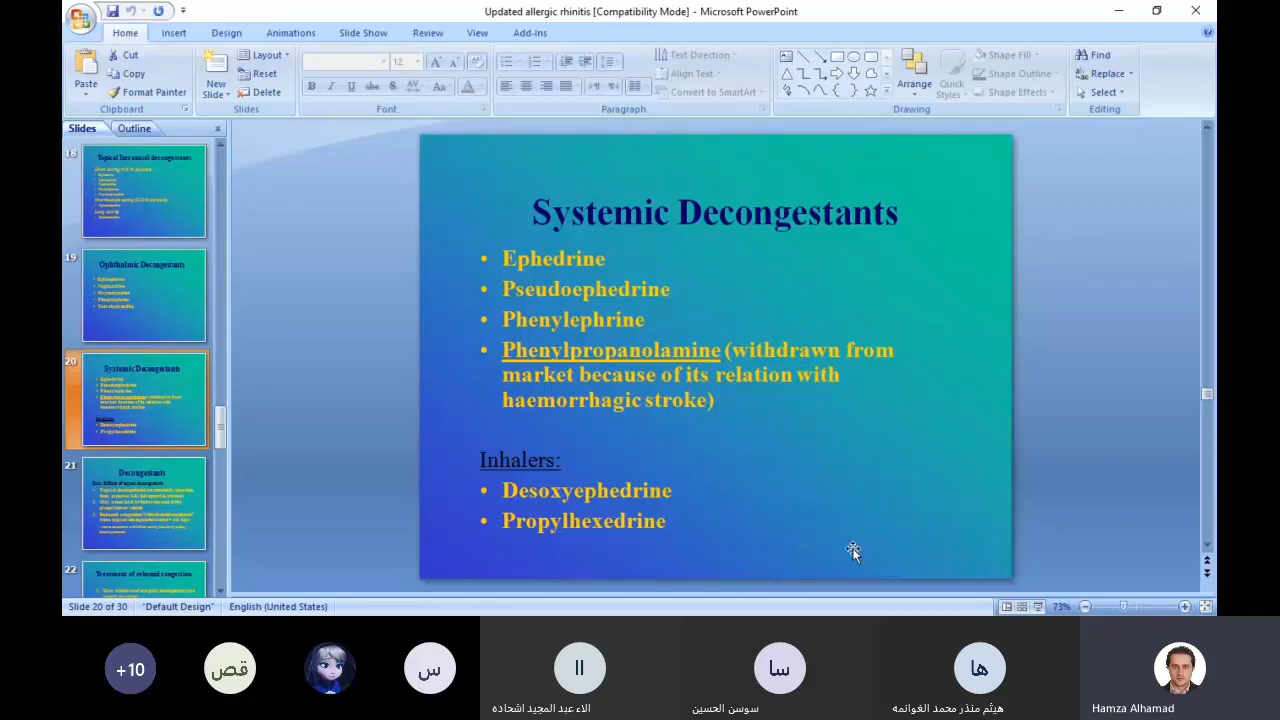 Updated allergic rhinitis [Compatibility Mode] - Microsoft PowerPoint
Home Insert Design Animations Slide Show Review View Add-Ins
Paste
Cut
Copy
Format Painter
Clipboard
New Slide
Layout
Reset
Delete
Slides
12
Font
Text Direction
Align Text
Convert to SmartArt
Paragraph
Arrange
Quick Styles
Shape Fill
Shape Outline
Shape Effects
Drawing
Find
Replace
Select
Editing
Slides Outline
18
Topical Intranasal decongestants
19
Ophthalmic Decongestants
20
Systemic Decongestants
21
Decongestants
22
Treatment of rebound congestion
Systemic Decongestants
• Ephedrine
• Pseudoephedrine
• Phenylephrine
• Phenylpropanolamine (withdrawn from
market because of its relation with
haemorrhagic stroke)
Inhalers:
• Desoxyephedrine
• Propylhexedrine
Slide 20 of 30 "Default Design" English (United States) 73%
+10 قص س اا سا ها
الاء عبد المجيد اشحاده سوسن الحسين هيثم منذر محمد الغوانمه Hamza Alhamad